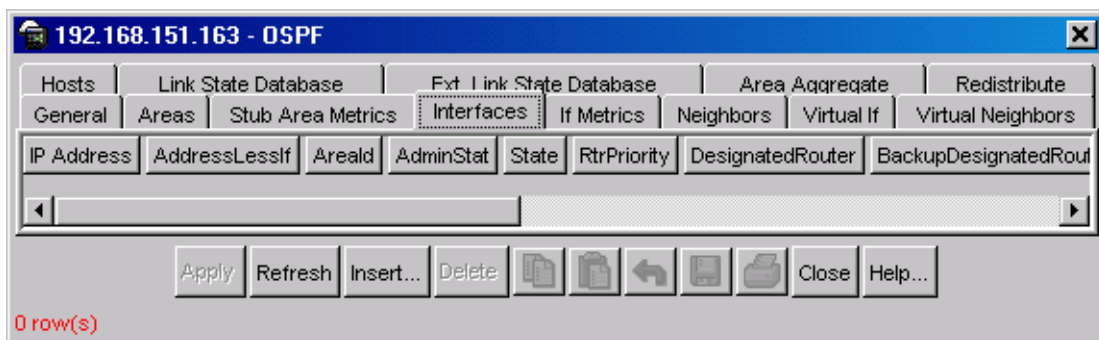 192.168.151.163 - OSPF
Hosts Link State Database Ext. Link State Database Area Aggregate Redistribute
General Areas Stub Area Metrics Interfaces If Metrics Neighbors Virtual If Virtual Neighbors
IP Address AddressLessIf AreaId AdminStat State RtrPriority DesignatedRouter BackupDesignatedRout
Apply Refresh Insert... Delete Close Help...
0 row(s)